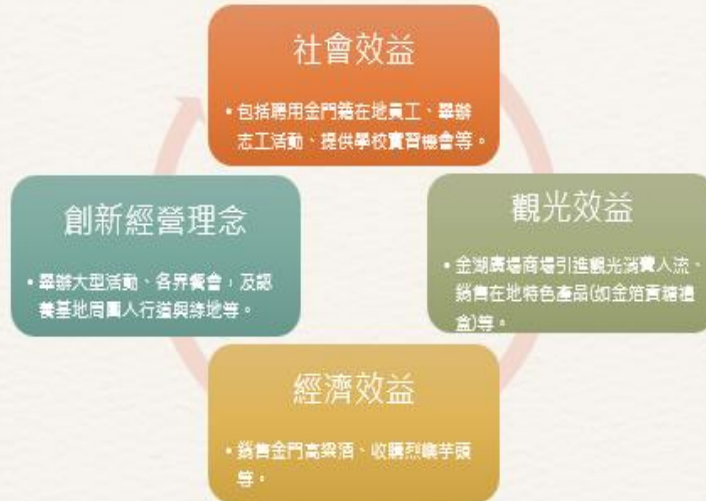 社會效益
• 包括聘用金門籍在地員工、舉辦
志工活動、提供學校實習機會等。
觀光效益
• 金湖廣場商場引進觀光消費人流、
銷售在地特色產品(如金箔貢糖禮
盒)等。
經濟效益
• 銷售金門高粱酒、收購烈嶼芋頭
等。
創新經營理念
• 舉辦大型活動、各界餐會，及認
養基地周圍人行道與綠地等。